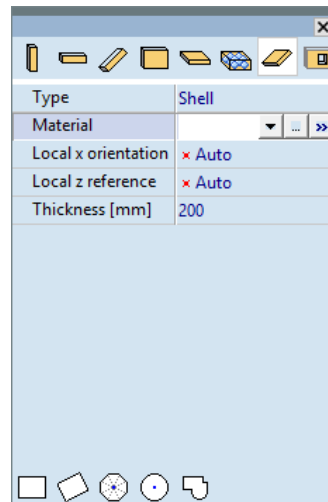 Type Shell
Material ... »
Local x orientation × Auto
Local z reference × Auto
Thickness [mm] 200